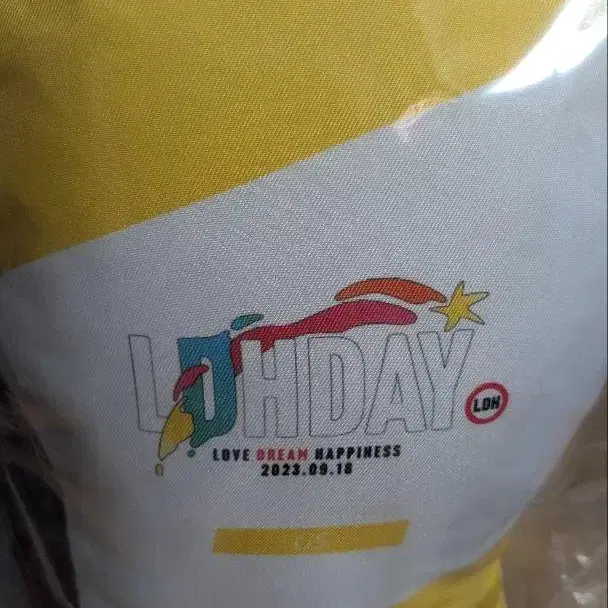 LDHDAY
LDH
LOVE DREAM HAPPINESS
2023.09.18